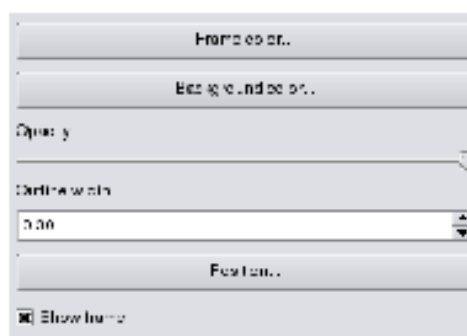 Frame color...
Background color...
Opacity
Outline width
0.00
Position...
Show frame